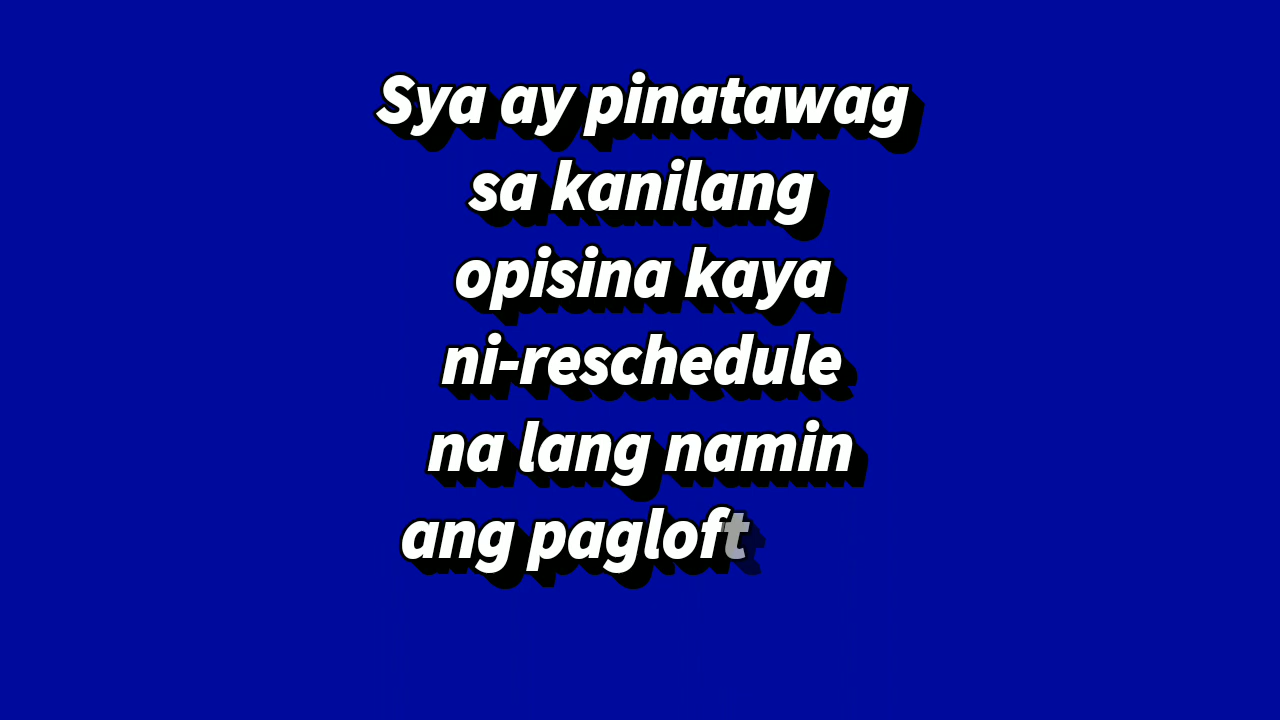 Sya ay pinatawag
sa kanilang
opisina kaya
ni-reschedule
na lang namin
ang pagloft